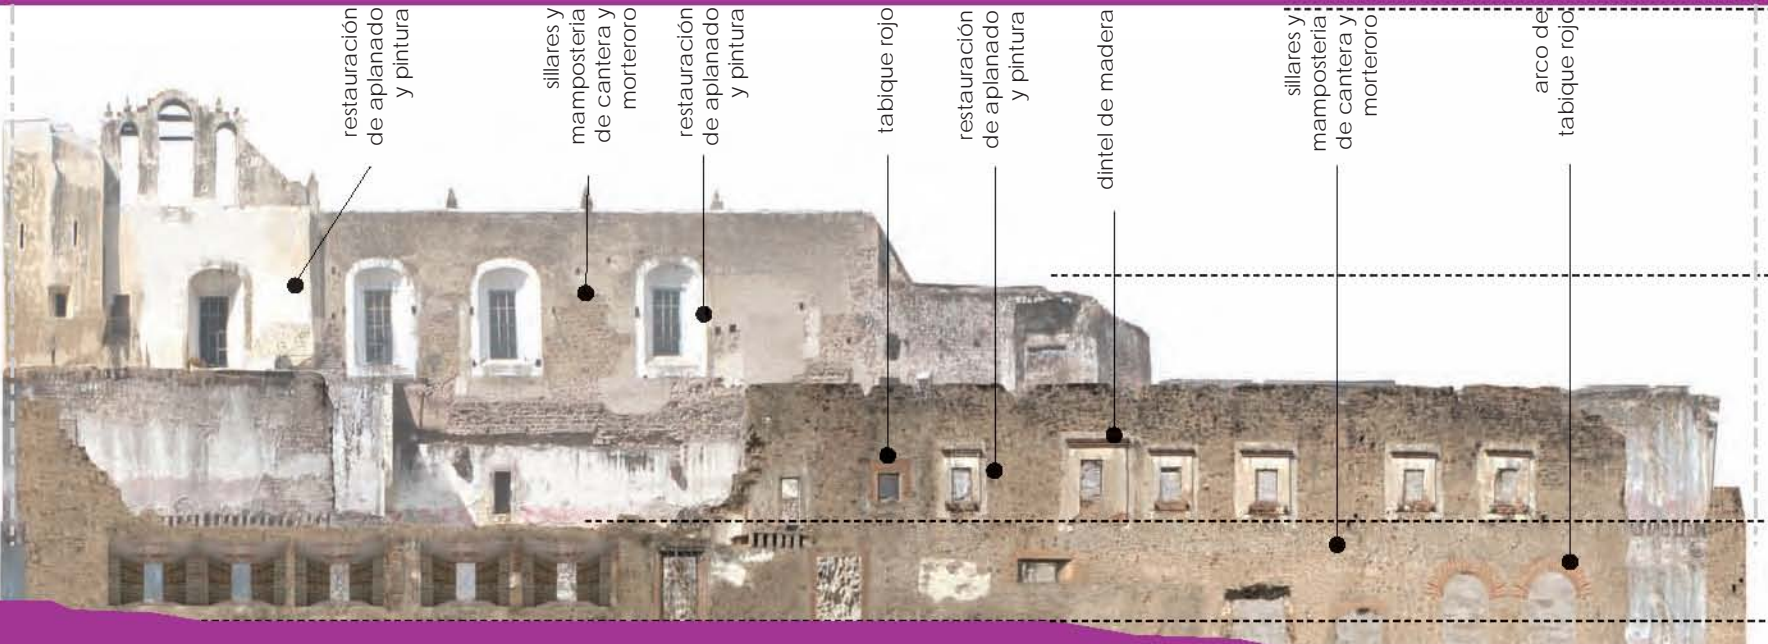 restauración
de aplanado
y pintura
sillares y
mamposteria
de cantera y
morteroro
restauración
de aplanado
y pintura
tabique rojo
restauración
de aplanado
y pintura
dintel de madera
sillares y
mamposteria
de cantera y
morteroro
arco de
tabique rojo